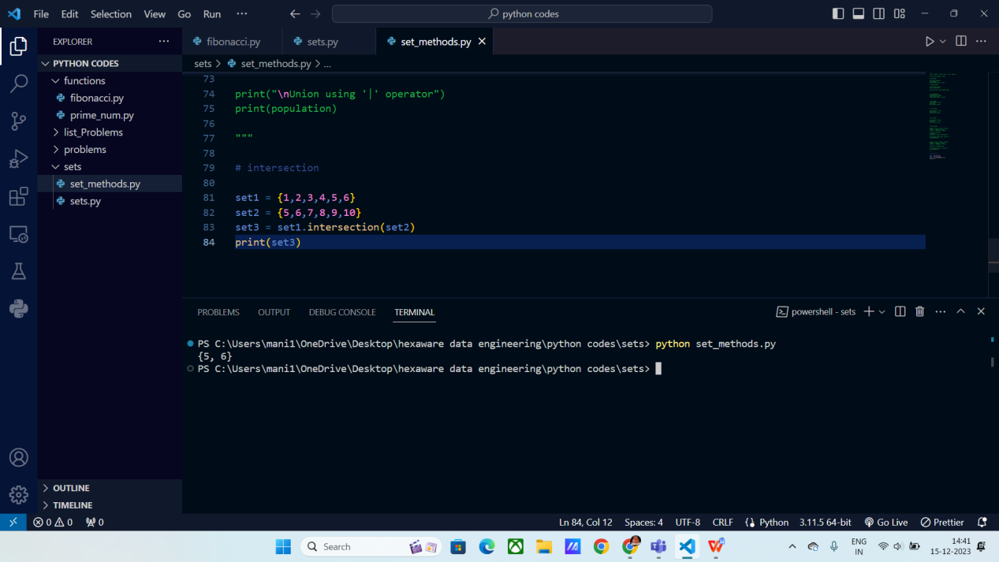 File Edit Selection View Go Run ··· python codes
EXPLORER ···
PYTHON CODES
functions
fibonacci.py
prime_num.py
list_Problems
problems
sets
set_methods.py
sets.py
OUTLINE
TIMELINE
fibonacci.py sets.py set_methods.py
sets > set_methods.py > ...
73
74 print("\nUnion using '|' operator")
75 print(population)
76
77 """
78
79 # intersection
80
81 set1 = {1,2,3,4,5,6}
82 set2 = {5,6,7,8,9,10}
83 set3 = set1.intersection(set2)
84 print(set3)
PROBLEMS OUTPUT DEBUG CONSOLE TERMINAL powershell - sets
PS C:\Users\mani1\OneDrive\Desktop\hexaware data engineering\python codes\sets> python set_methods.py
{5, 6}
PS C:\Users\mani1\OneDrive\Desktop\hexaware data engineering\python codes\sets>
0 0 0 Ln 84, Col 12 Spaces: 4 UTF-8 CRLF Python 3.11.5 64-bit Go Live Prettier
Search ENG IN 14:41 15-12-2023